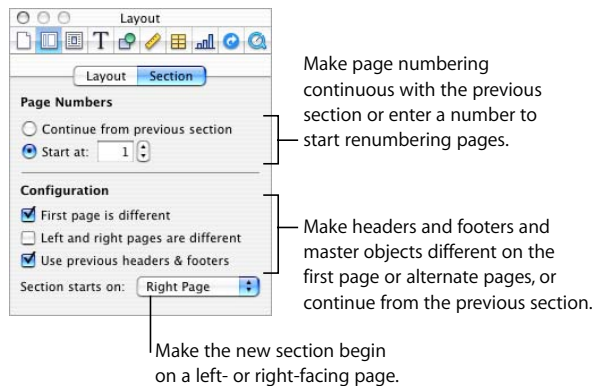 Layout
T
Layout Section
Page Numbers
Continue from previous section
Start at: 1
Configuration
First page is different
Left and right pages are different
Use previous headers & footers
Section starts on: Right Page
Make page numbering
continuous with the previous
section or enter a number to
start renumbering pages.
Make headers and footers and
master objects different on the
first page or alternate pages, or
continue from the previous section.
Make the new section begin
on a left- or right-facing page.